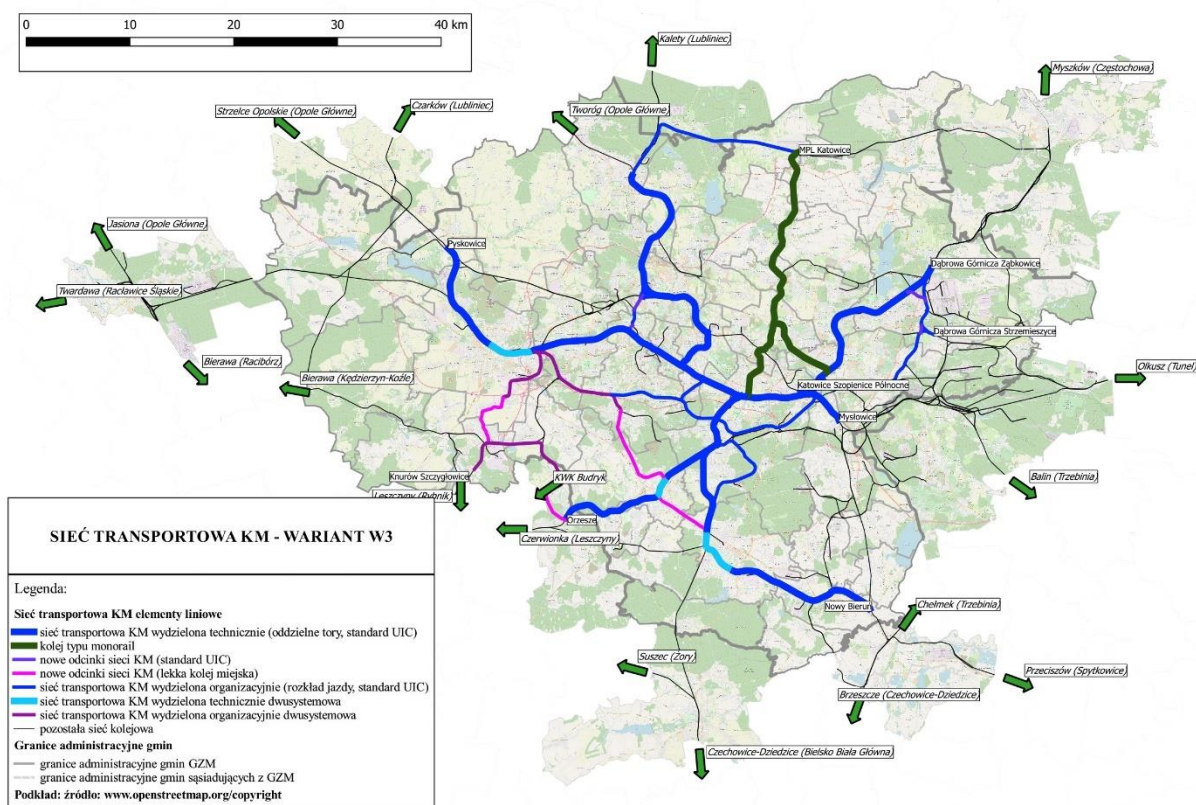 0 10 20 30 40 km
Kalety (Lubliniec)
Myszków (Częstochowa)
Strzelce Opolskie (Opole Główne)
Czarków (Lubliniec)
Tworóg (Opole Główne)
MPL Katowice
Jasiona (Opole Główne)
Pyskowice
Dąbrowa Górnicza Ząbkowice
Twardawa (Racławice Śląskie)
Dąbrowa Górnicza Strzemieszyce
Bierawa (Racibórz)
Bierawa (Kędzierzyn-Koźle)
Olkusz (Tunel)
Katowice Szopienice Północne
Mysłowice
Knurów Szczygłowice
KWK Budryk
Balin (Trzebinia)
Leszczyny (Rybnik)
Orzesze
Czerwionka (Leszczyny)
Nowy Bieruń
Chełmek (Trzebinia)
Suszec (Żory)
Przeciszów (Spytkowice)
Brzeszcze (Czechowice-Dziedzice)
Czechowice-Dziedzice (Bielsko Biała Główna)
SIEĆ TRANSPORTOWA KM - WARIANT W3
Legenda:
Sieć transportowa KM elementy liniowe
sieć transportowa KM wydzielona technicznie (oddzielne tory, standard UIC)
kolej typu monorail
nowe odcinki sieci KM (standard UIC)
nowe odcinki sieci KM (lekka kolej miejska)
sieć transportowa KM wydzielona organizacyjnie (rozkład jazdy, standard UIC)
sieć transportowa KM wydzielona technicznie dwusystemowa
sieć transportowa KM wydzielona organizacyjnie dwusystemowa
pozostała sieć kolejowa
Granice administracyjne gmin
granice administracyjne gmin GZM
granice administracyjne gmin sąsiadujących z GZM
Podkład: źródło: www.openstreetmap.org/copyright